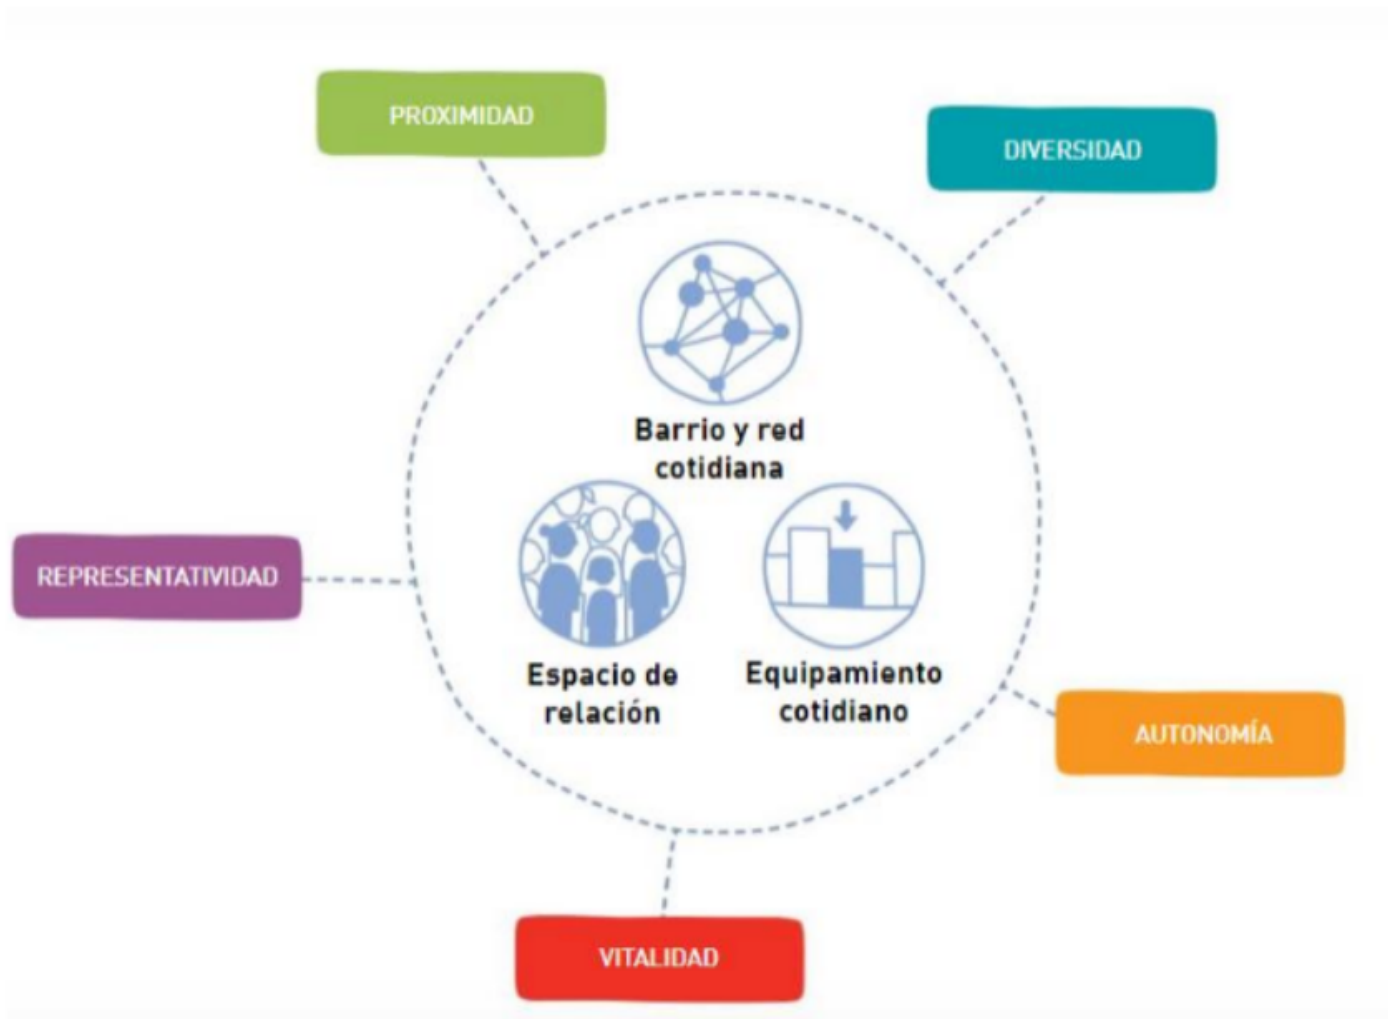 PROXIMIDAD
DIVERSIDAD
Barrio y red
cotidiana
REPRESENTATIVIDAD
Espacio de
relación
Equipamiento
cotidiano
AUTONOMÍA
VITALIDAD